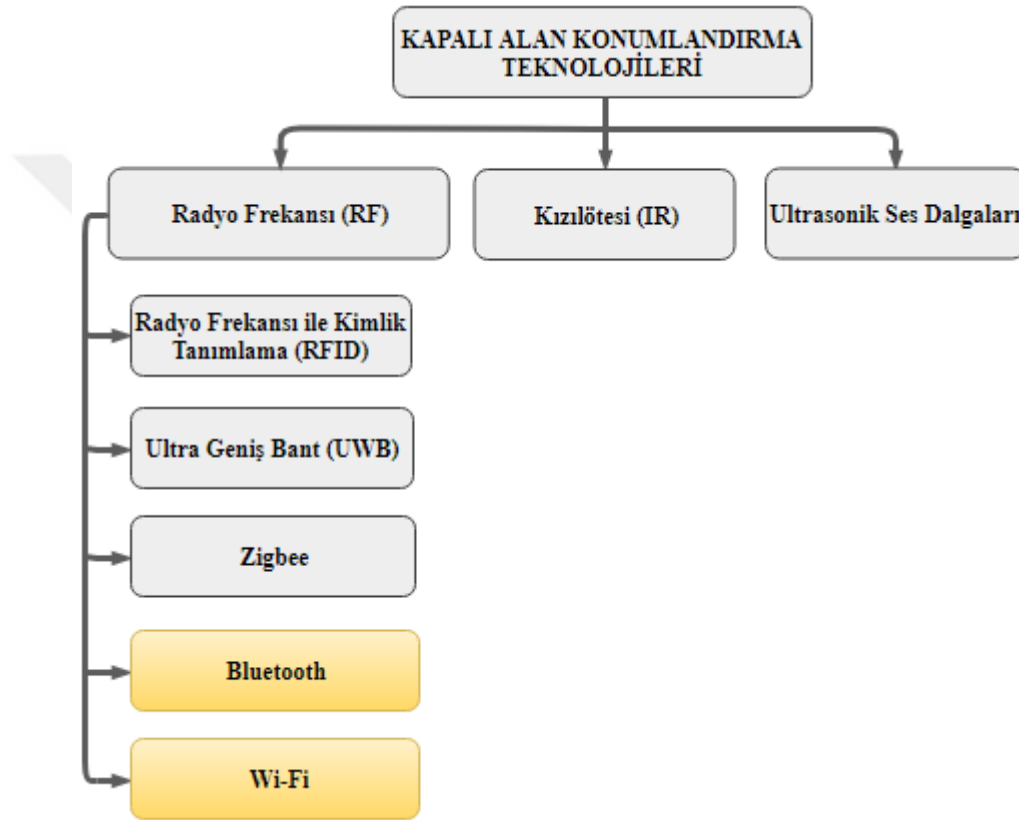 KAPALI ALAN KONUMLANDIRMA
TEKNOLOJİLERİ
Radyo Frekansı (RF)
Kızılötesi (IR)
Ultrasonik Ses Dalgaları
Radyo Frekansı ile Kimlik
Tanımlama (RFID)
Ultra Geniş Bant (UWB)
Zigbee
Bluetooth
Wi-Fi